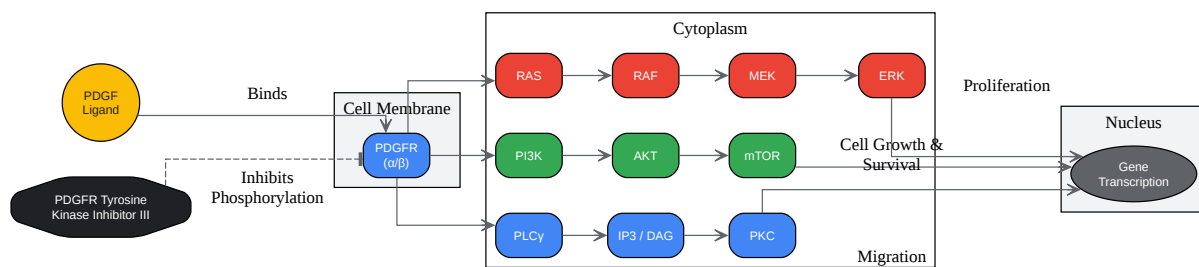 Cytoplasm
PDGF
Ligand
Binds
Cell Membrane
PDGFR
(α/β)
RAS
RAF
MEK
ERK
Proliferation
Nucleus
Gene
Transcription
PI3K
AKT
mTOR
Cell Growth &
Survival
Inhibits
Phosphorylation
PDGFR Tyrosine
Kinase Inhibitor III
PLCγ
IP3 / DAG
PKC
Migration